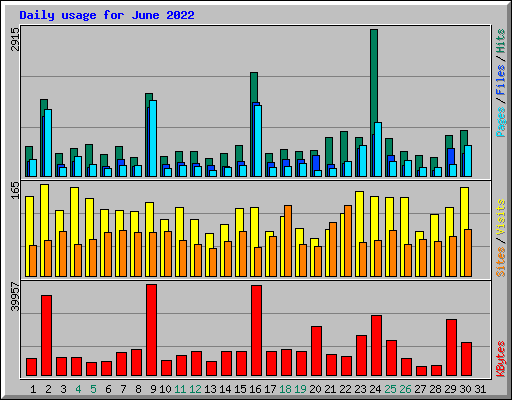 Daily usage for June 2022
2915
Pages / Files / Hits
165
Sites / Visits
39957
KBytes
1 2 3 4 5 6 7 8 9 10 11 12 13 14 15 16 17 18 19 20 21 22 23 24 25 26 27 28 29 30 31